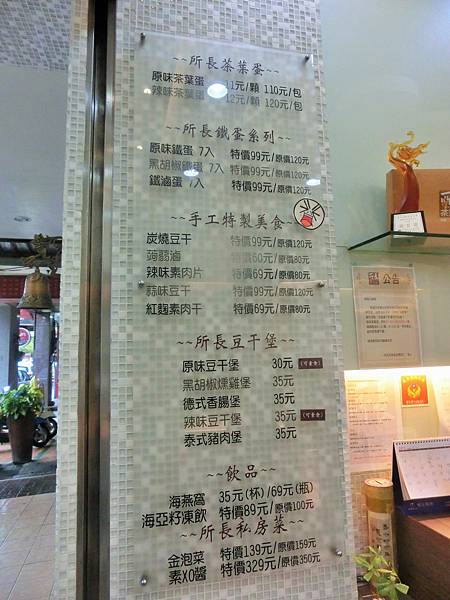 ~~所長茶葉蛋~~
原味茶葉蛋 11元/顆 110元/包
辣味茶葉蛋 12元/顆 120元/包
~~所長鐵蛋系列~~
原味鐵蛋 7入 特價99元/原價120元
黑胡椒鐵蛋 7入 特價99元/原價120元
鐵滷蛋 7入 特價99元/原價120元
~~手工特製美食~
炭燒豆干 特價99元/原價120元
蒟蒻滷 特價60元/原價80元
辣味素肉片 特價69元/原價80元
蒜味豆干 特價99元/原價120元
紅麴素肉干 特價69元/原價80元
~~所長豆干堡~~
原味豆干堡 30元 (可素食)
黑胡椒燻雞堡 35元
德式香腸堡 35元
辣味豆干堡 35元 (可素食)
泰式豬肉堡 35元
~~飲品~~
海燕窩 35元(杯)/69元(瓶)
海亞籽凍飲 特價89元/原價100元
~~所長私房菜~~
金泡菜 特價139元/原價159元
素XO醬 特價329元/原價350元
公告